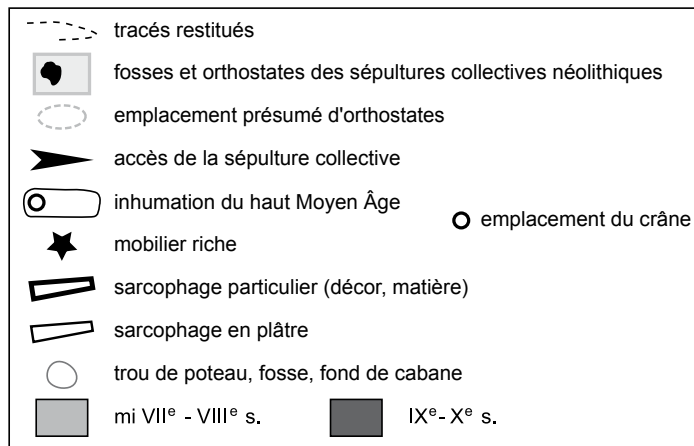 tracés restitués
fosses et orthostates des sépultures collectives néolithiques
emplacement présumé d'orthostates
accès de la sépulture collective
inhumation du haut Moyen Âge
emplacement du crâne
mobilier riche
sarcophage particulier (décor, matière)
sarcophage en plâtre
trou de poteau, fosse, fond de cabane
mi VIIᵉ - VIIIᵉ s. IXᵉ- Xᵉ s.